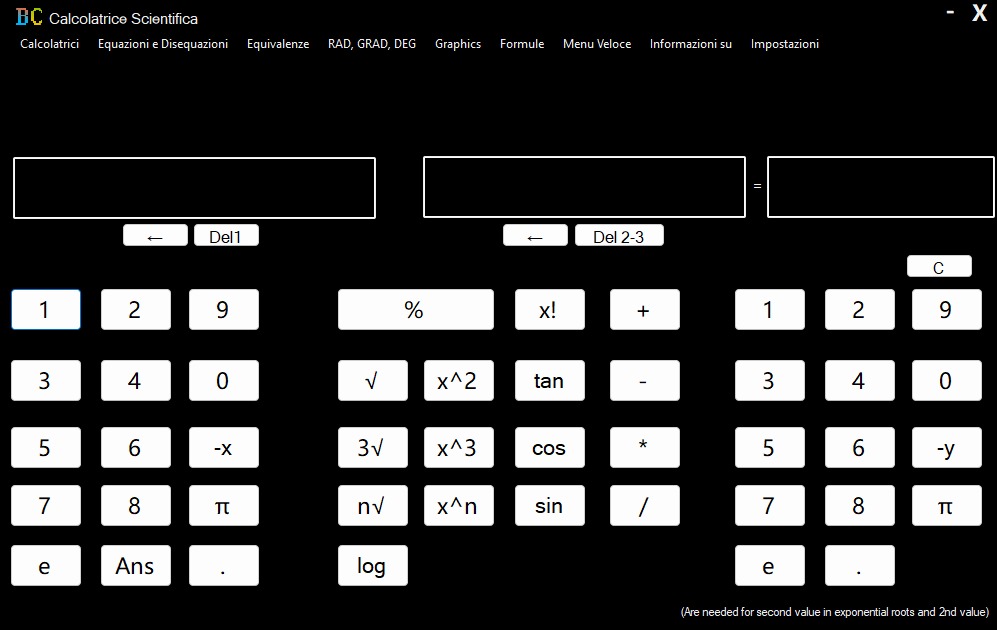 BC Calcolatrice Scientifica - X
Calcolatrici Equazioni e Disequazioni Equivalenze RAD, GRAD, DEG Graphics Formule Menu Veloce Informazioni su Impostazioni
=
← Del1 ← Del 2-3
C
1 2 9 % x! + 1 2 9
3 4 0 √ x^2 tan - 3 4 0
5 6 -x 3√ x^3 cos * 5 6 -y
7 8 π n√ x^n sin / 7 8 π
e Ans . log e .
(Are needed for second value in exponential roots and 2nd value)